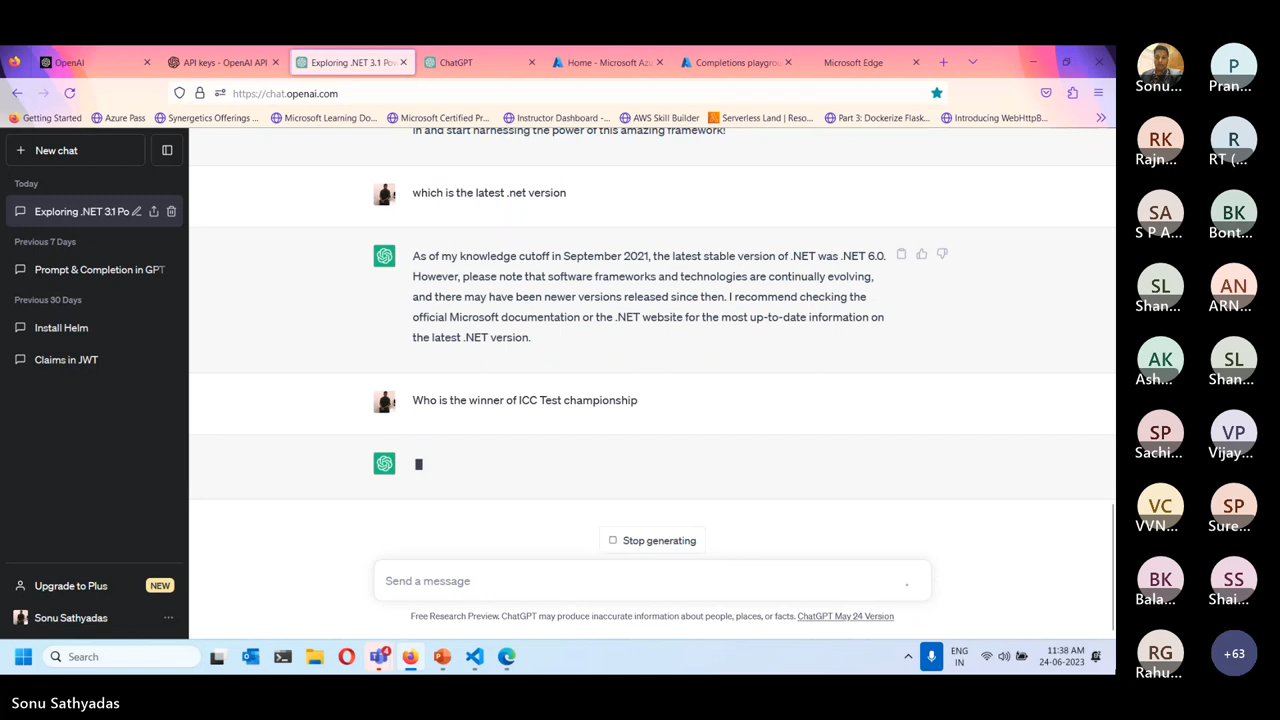 OpenAI
API keys - OpenAI API
Exploring .NET 3.1 Pow
ChatGPT
Home - Microsoft Azu
Completions playgrou
Microsoft Edge
https://chat.openai.com
Getting Started
Azure Pass
Synergetics Offerings ...
Microsoft Learning Do...
Microsoft Certified Pr...
Instructor Dashboard -...
AWS Skill Builder
Serverless Land | Reso...
Part 3: Dockerize Flask...
Introducing WebHttpB...
New chat
Today
Exploring .NET 3.1 Po
Previous 7 Days
Prompt & Completion in GPT
Previous 30 Days
Install Helm
Claims in JWT
Upgrade to Plus
NEW
Sonu Sathyadas
in and start harnessing the power of this amazing framework!
which is the latest .net version
As of my knowledge cutoff in September 2021, the latest stable version of .NET was .NET 6.0.
However, please note that software frameworks and technologies are continually evolving,
and there may have been newer versions released since then. I recommend checking the
official Microsoft documentation or the .NET website for the most up-to-date information on
the latest .NET version.
Who is the winner of ICC Test championship
Stop generating
Send a message
Free Research Preview. ChatGPT may produce inaccurate information about people, places, or facts. ChatGPT May 24 Version
Search
4
ENG
IN
11:38 AM
24-06-2023
Sonu...
P
Pran...
RK
Rajn...
R
RT (...
SA
S P A...
BK
Bont...
SL
Shan...
AN
ARN...
AK
Ash...
SL
Shan...
SP
Sachi...
VP
Vijay...
VC
VVN...
SP
Sure...
BK
Bala...
SS
Shai...
RG
Rahu...
+63
Sonu Sathyadas